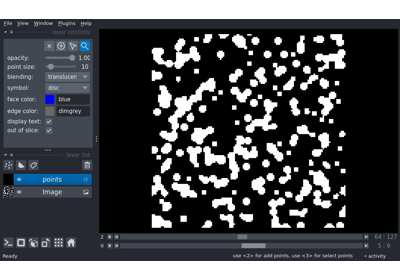 File View Window Plugins Help
layer controls
opacity: 1.00
point size: 10
blending: translucen
symbol: disc
face color: blue
edge color: dimgrey
display text:
out of slice:
layer list
points
Image
2 64 127
0 5 9
Ready use <2> for add points, use <3> for select points activity